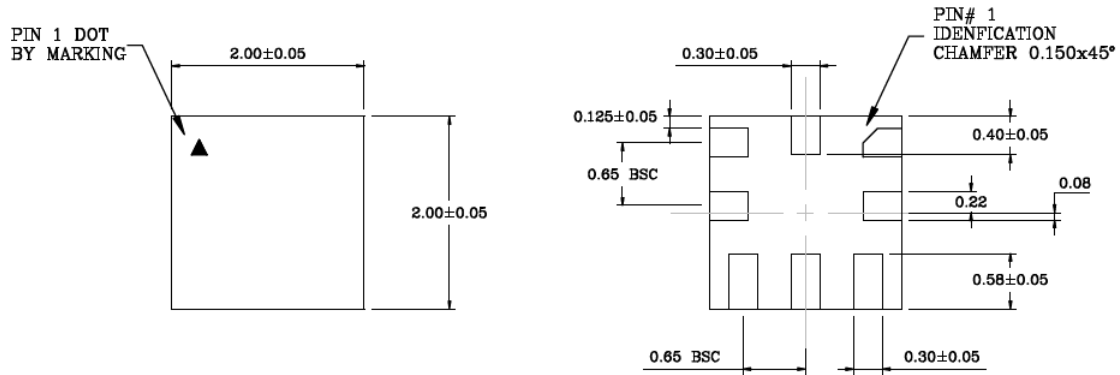 PIN 1 DOT
BY MARKING
2.00±0.05
2.00±0.05
PIN# 1
IDENFICATION
CHAMFER 0.150x45°
0.30±0.05
0.125±0.05
0.40±0.05
0.65 BSC
0.08
0.22
0.58±0.05
0.65 BSC
0.30±0.05